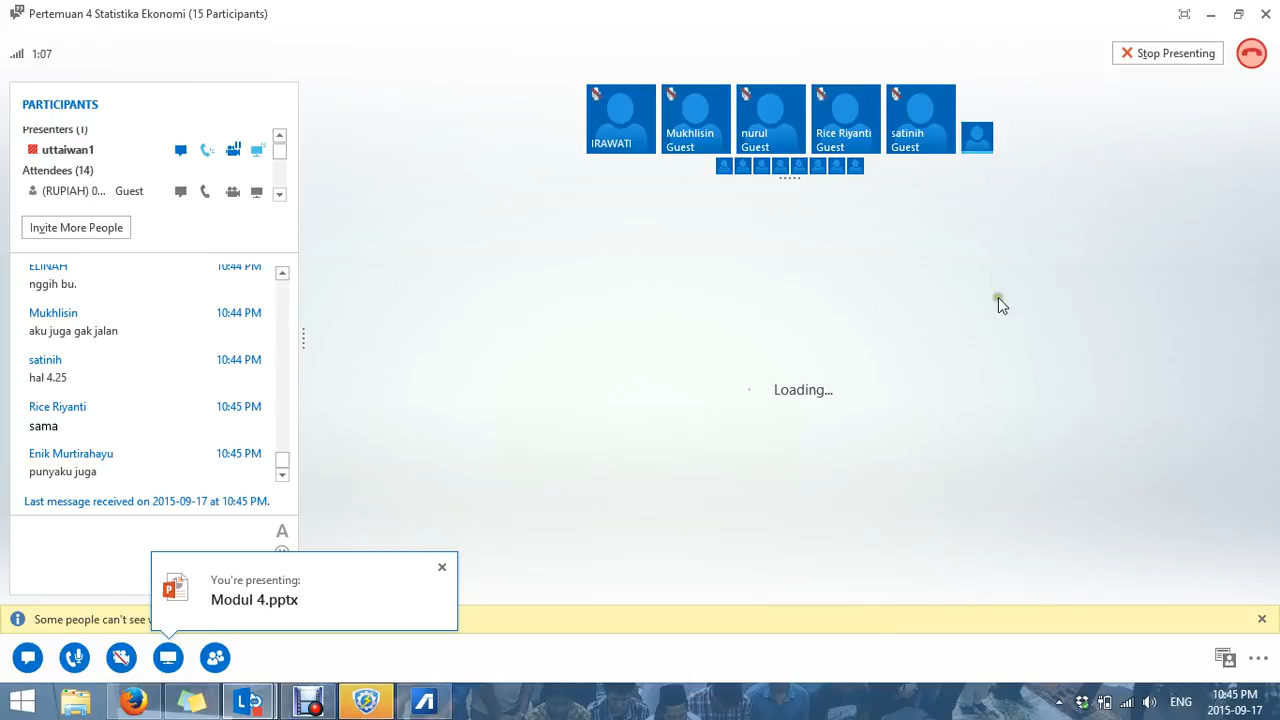 Pertemuan 4 Statistika Ekonomi (15 Participants)
1:07
Stop Presenting
PARTICIPANTS
Presenters (1)
uttaiwan1
Attendees (14)
(RUPIAH) 0... Guest
Invite More People
IRAWATI
Mukhlisin
Guest
nurul
Guest
Rice Riyanti
Guest
satinih
Guest
ELINAH 10:44 PM
nggih bu.
Mukhlisin 10:44 PM
aku juga gak jalan
satinih 10:44 PM
hal 4.25
Rice Riyanti 10:45 PM
sama
Enik Murtirahayu 10:45 PM
punyaku juga
Last message received on 2015-09-17 at 10:45 PM.
Loading...
A
You're presenting:
Modul 4.pptx
Some people can't see
ENG
10:45 PM
2015-09-17